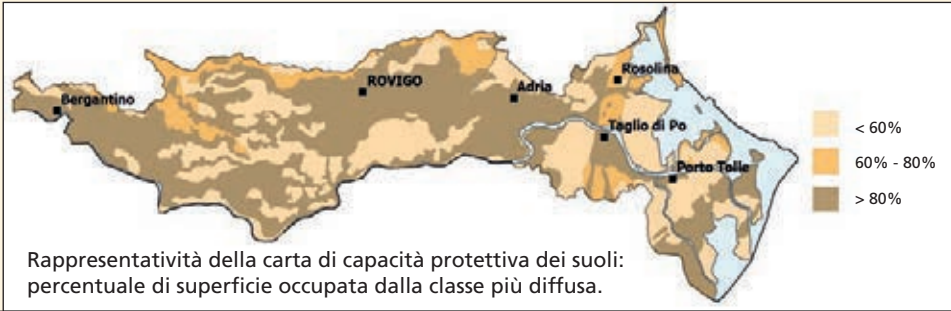 ROVIGO
Bergantino
Adria
Rosolina
Taglio di Po
Porto Tolle
< 60%
60% - 80%
> 80%
Rappresentatività della carta di capacità protettiva dei suoli:
percentuale di superficie occupata dalla classe più diffusa.